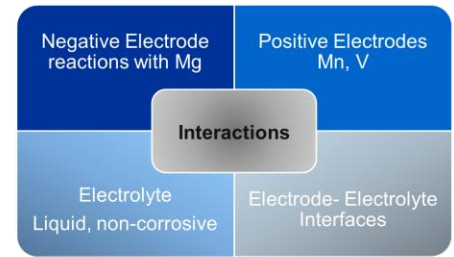 Negative Electrode
reactions with Mg
Positive Electrodes
Mn, V
Interactions
Electrolyte
Liquid, non-corrosive
Electrode- Electrolyte
Interfaces